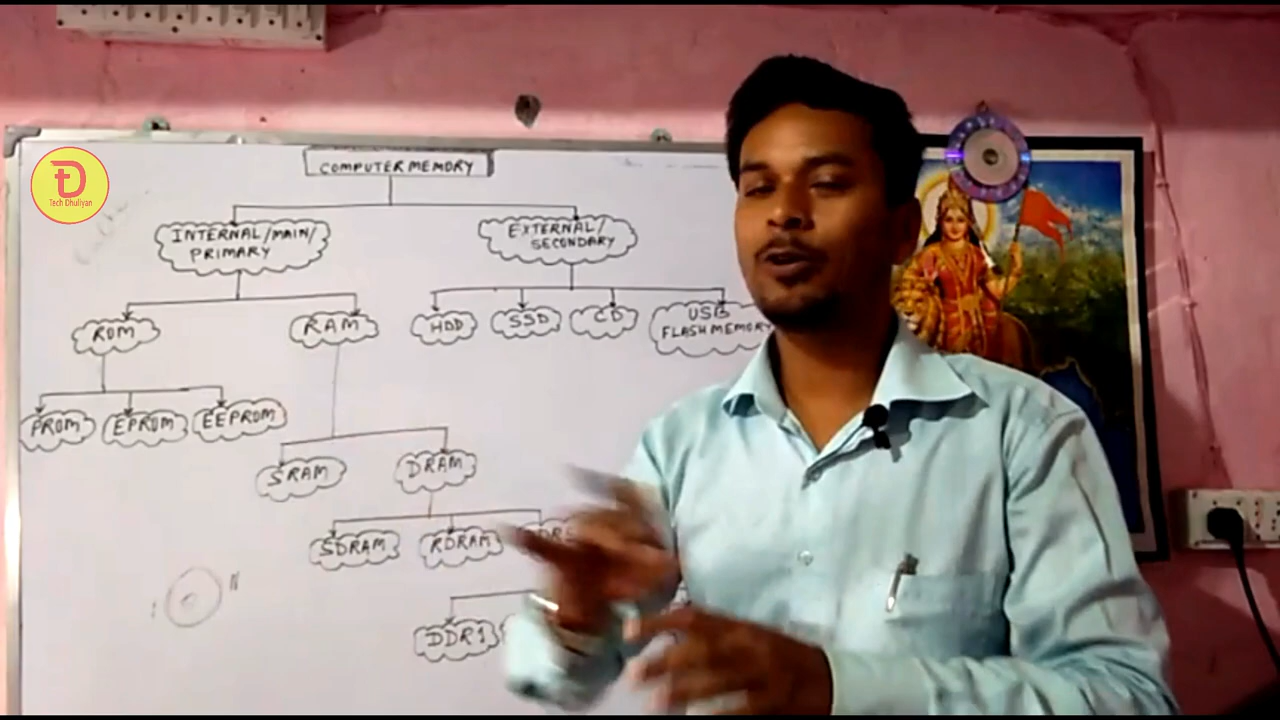 Tech Dhuliyan
COMPUTER MEMORY
INTERNAL/MAIN/
PRIMARY
EXTERNAL/
SECONDARY
ROM
RAM
HDD
SSD
CD
USB
FLASH MEMORY
PROM
EPROM
EEPROM
SRAM
DRAM
SDRAM
RDRAM
DDR1